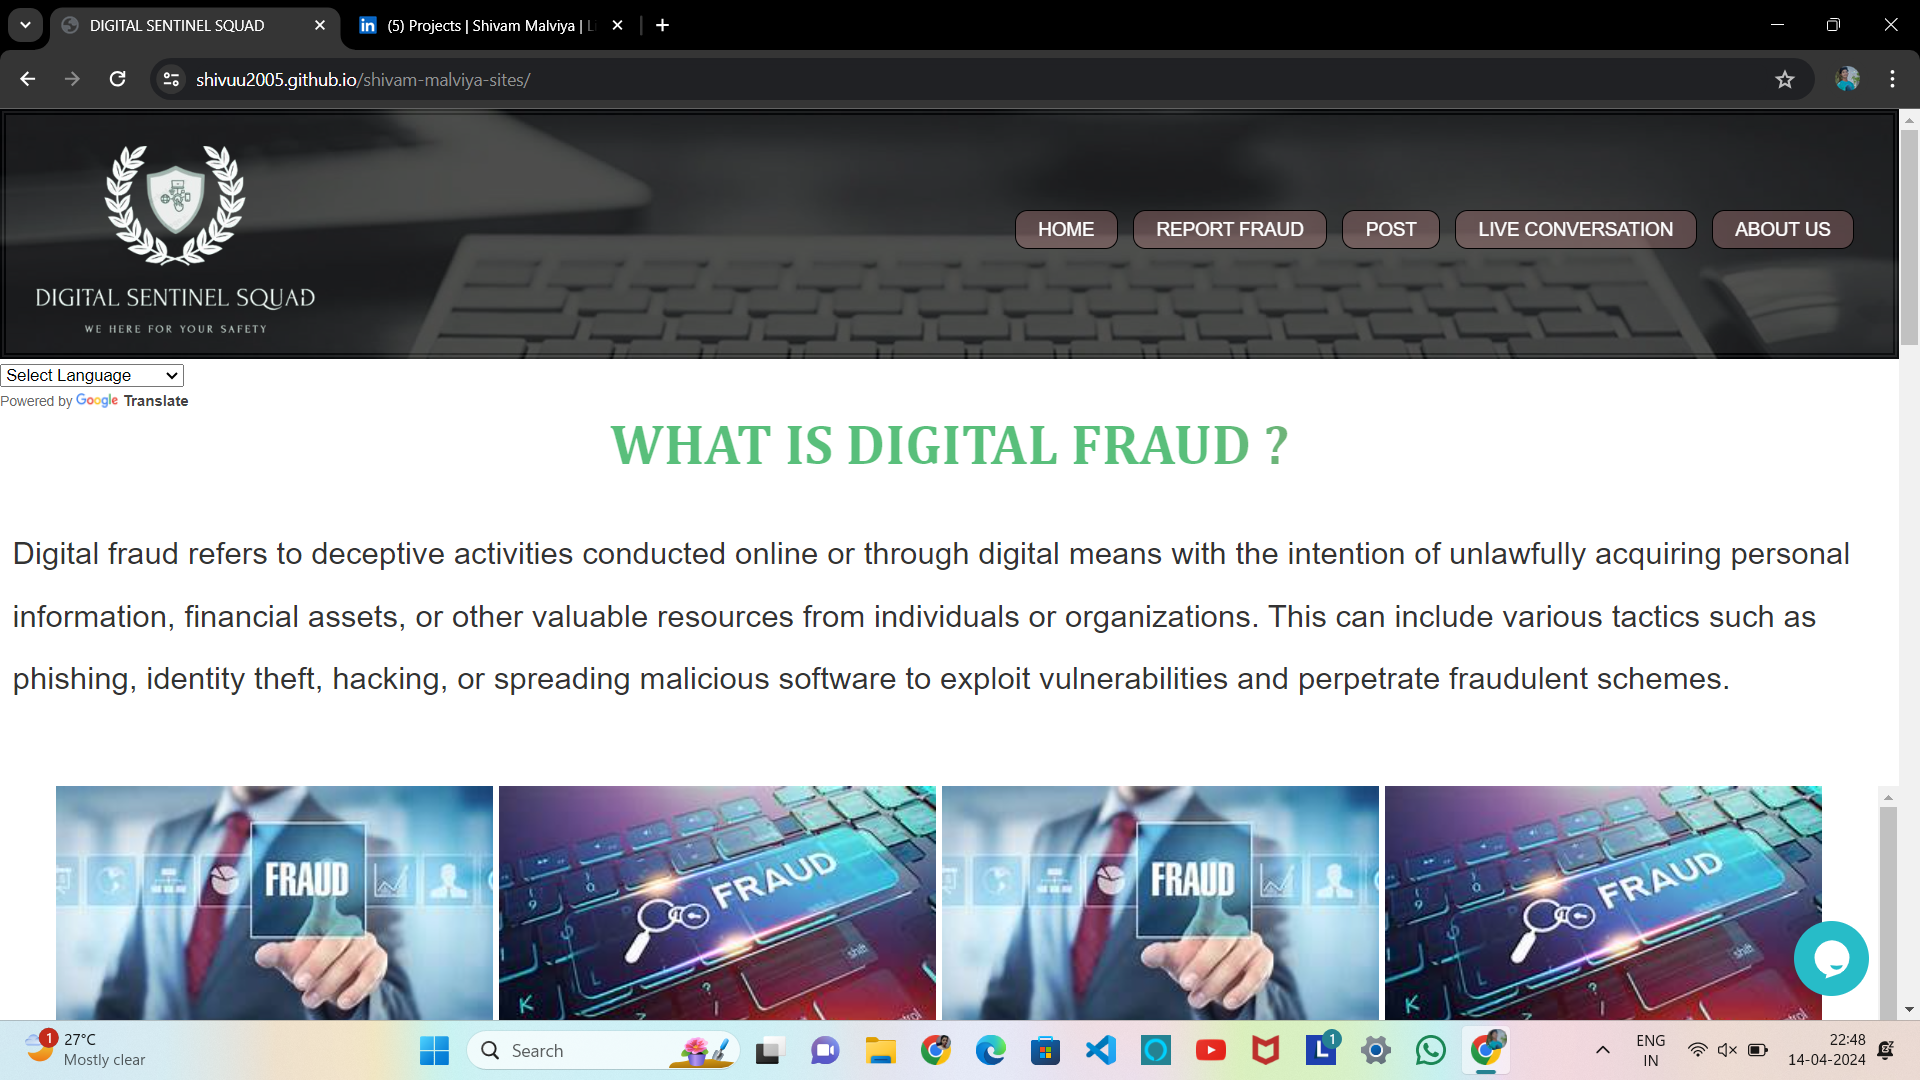 DIGITAL SENTINEL SQUAD
(5) Projects | Shivam Malviya | L
shivuu2005.github.io/shivam-malviya-sites/
DIGITAL SENTINEL SQUAD
WE HERE FOR YOUR SAFETY
HOME
REPORT FRAUD
POST
LIVE CONVERSATION
ABOUT US
Select Language
Powered by Google Translate
WHAT IS DIGITAL FRAUD ?
Digital fraud refers to deceptive activities conducted online or through digital means with the intention of unlawfully acquiring personal
information, financial assets, or other valuable resources from individuals or organizations. This can include various tactics such as
phishing, identity theft, hacking, or spreading malicious software to exploit vulnerabilities and perpetrate fraudulent schemes.
FRAUD
FRAUD
K
L
?
shift
FRAUD
FRAUD
K
L
?
shift
1
27°C
Mostly clear
Search
L
1
ENG
IN
22:48
14-04-2024